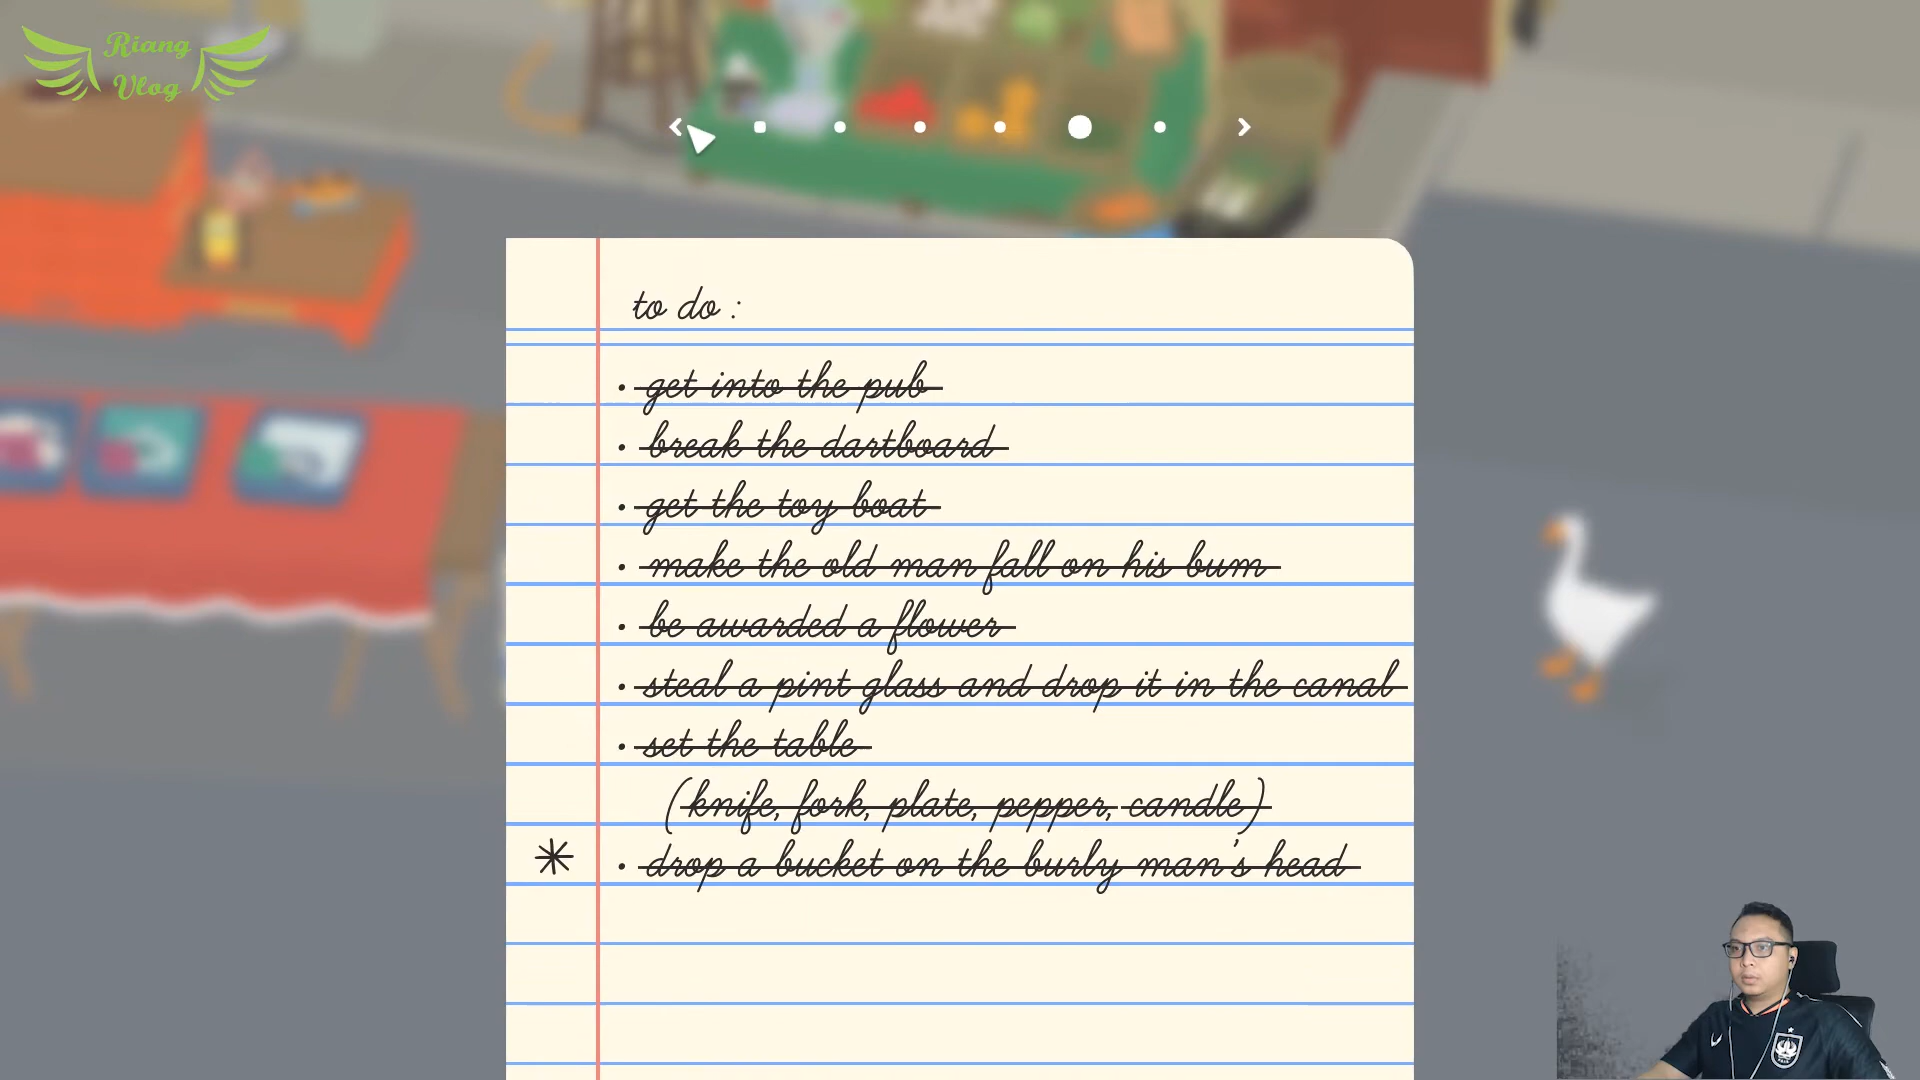 Riang
Vlog
to do :
• get into the pub
• break the dartboard
• get the toy boat
• make the old man fall on his bum
• be awarded a flower
• steal a pint glass and drop it in the canal
• set the table
(knife, fork, plate, pepper, candle)
• drop a bucket on the burly man's head